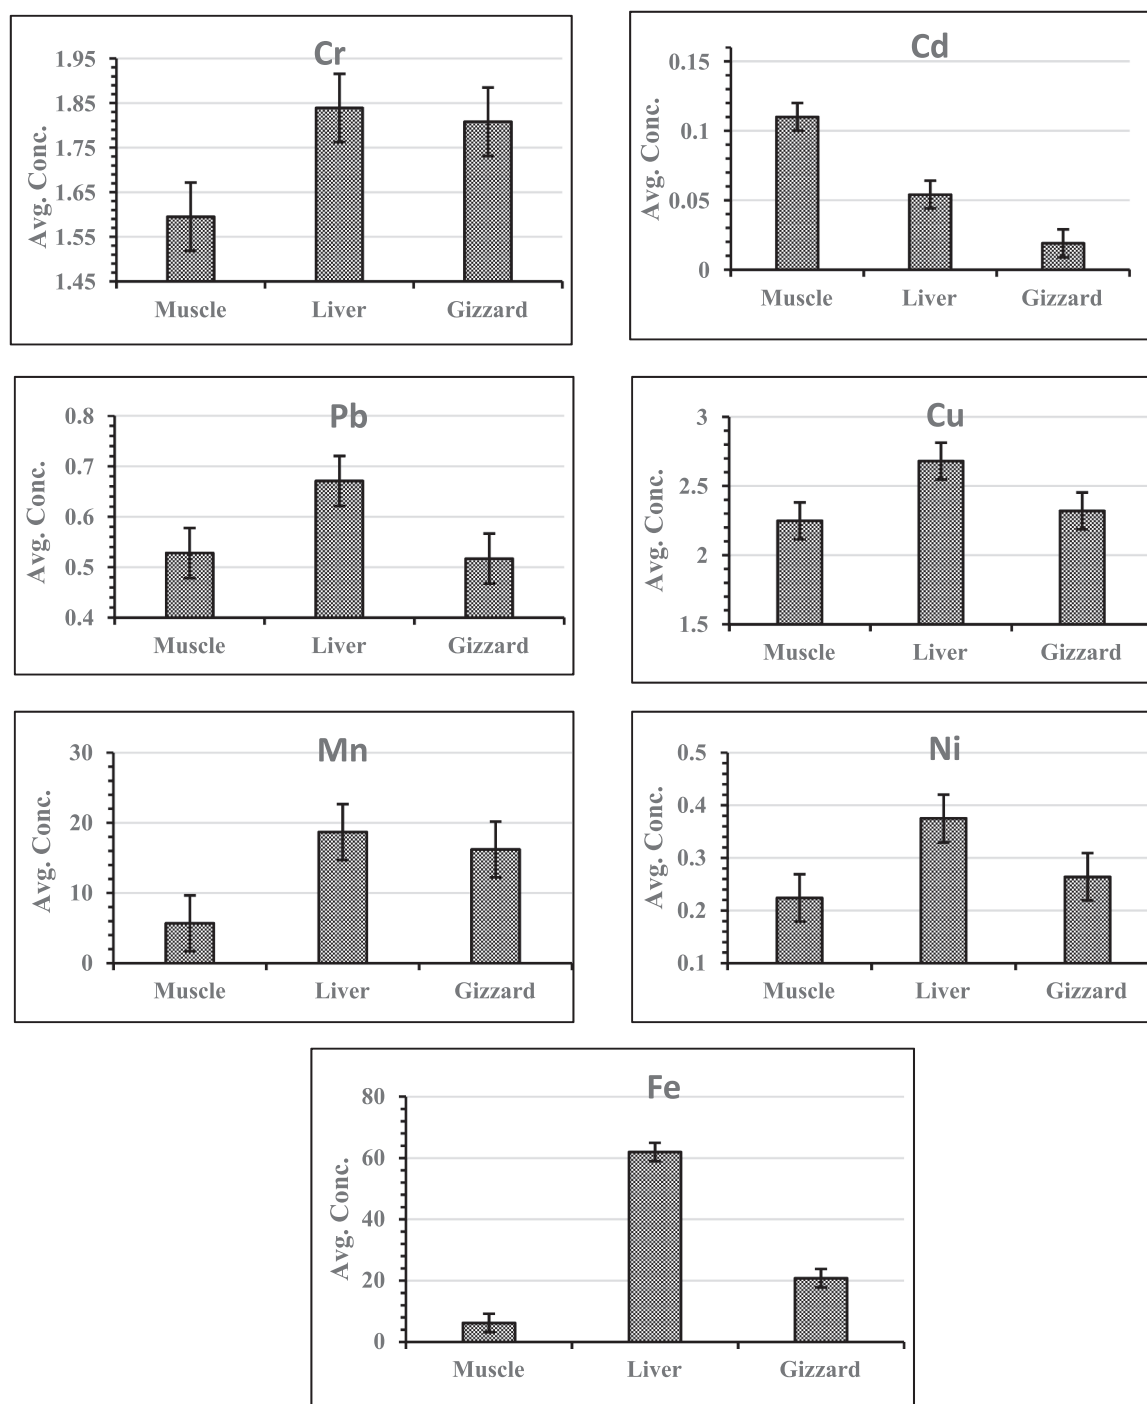 Cr
Avg. Conc.
1.95
1.85
1.75
1.65
1.55
1.45
Muscle Liver Gizzard
Cd
Avg. Conc.
0.15
0.1
0.05
0
Muscle Liver Gizzard
Pb
Avg. Conc.
0.8
0.7
0.6
0.5
0.4
Muscle Liver Gizzard
Cu
Avg. Conc.
3
2.5
2
1.5
Muscle Liver Gizzard
Mn
Avg. Conc.
30
20
10
0
Muscle Liver Gizzard
Ni
Avg. Conc.
0.5
0.4
0.3
0.2
0.1
Muscle Liver Gizzard
Fe
Avg. Conc.
80
60
40
20
0
Muscle Liver Gizzard